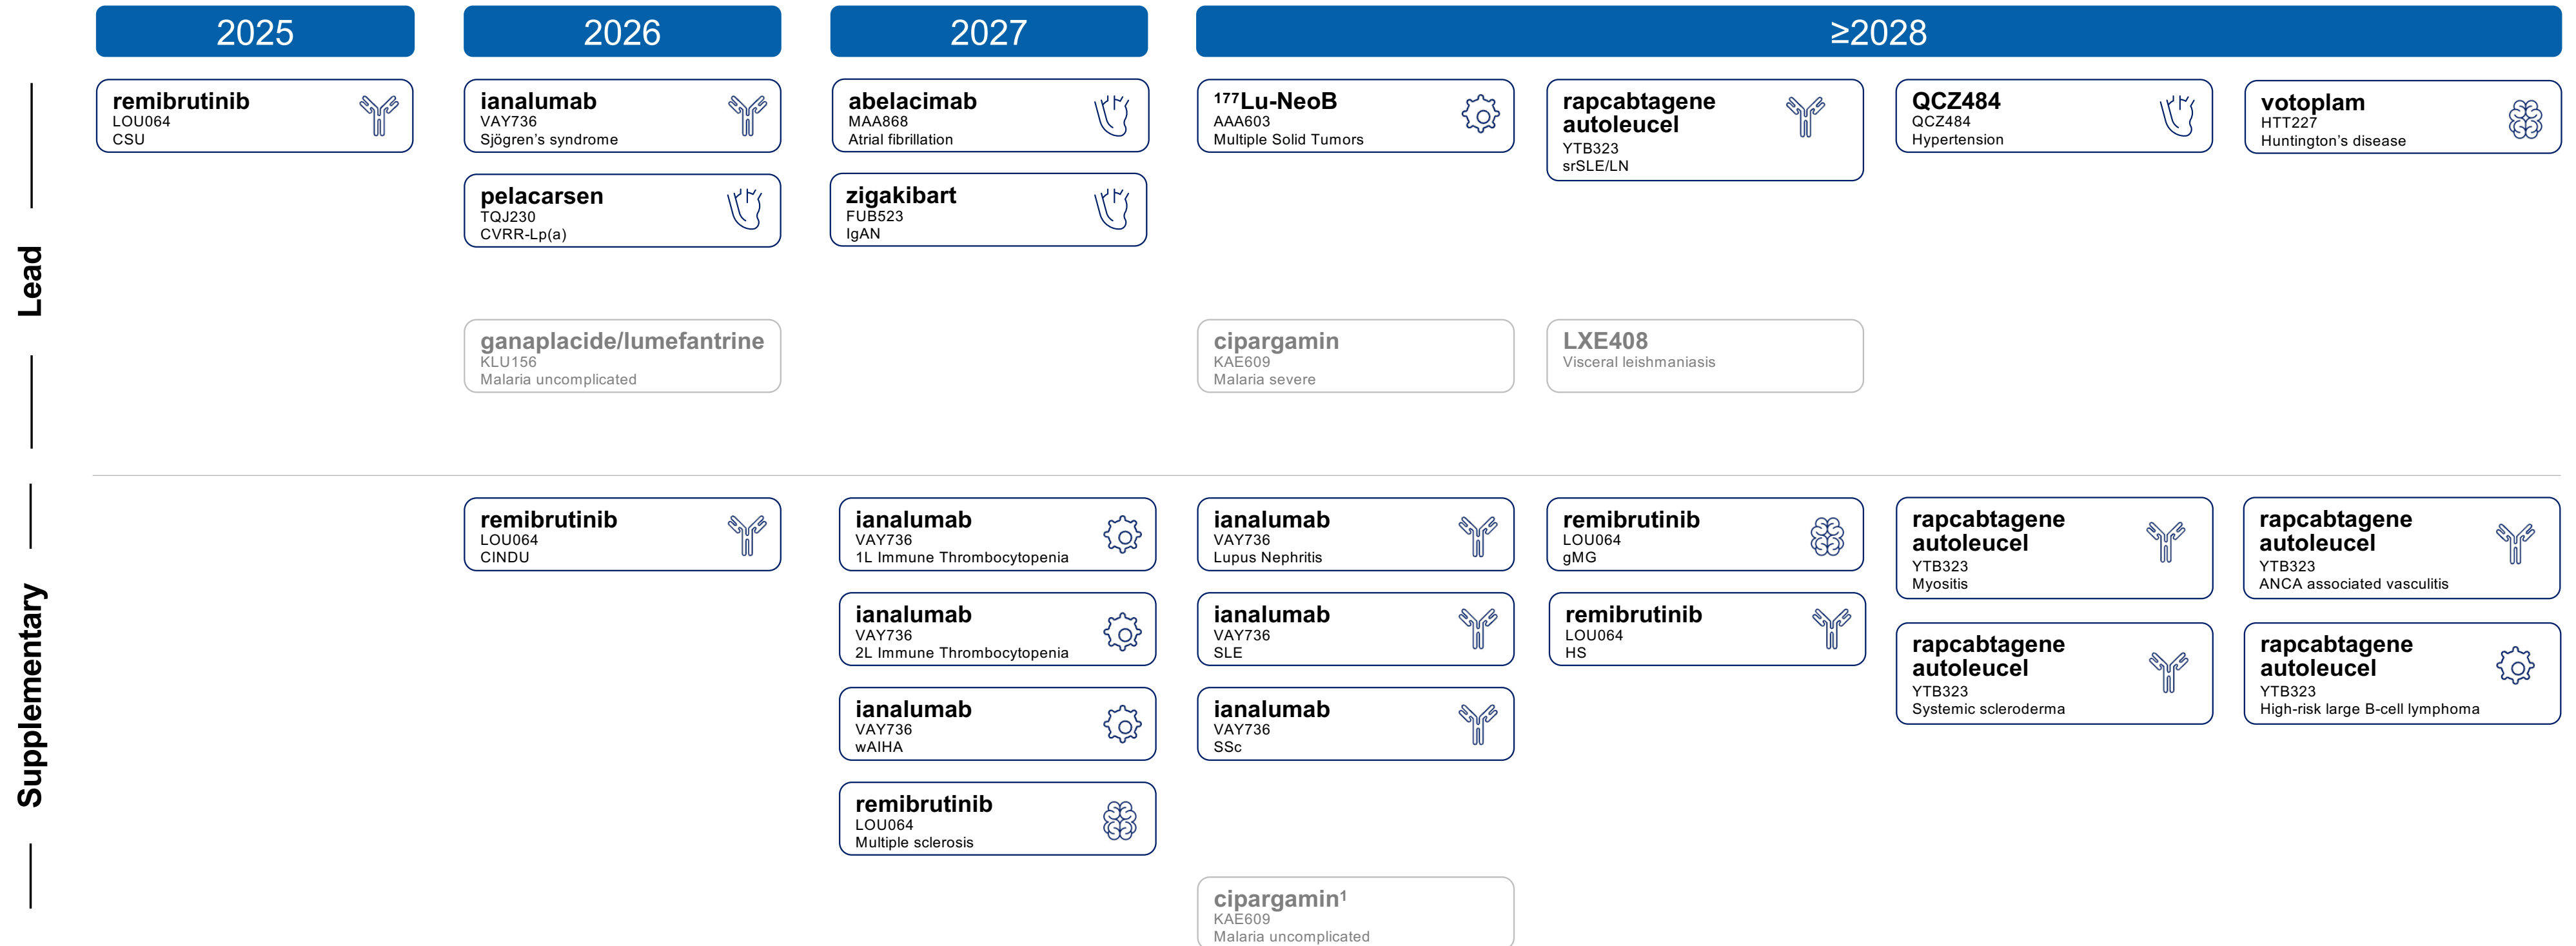 2025
2026
2027
≥2028
Lead
remibrutinib
LOU064
CSU
ianalumab
VAY736
Sjögren’s syndrome
pelacarsen
TQJ230
CVRR-Lp(a)
ganaplacide/lumefantrine
KLU156
Malaria uncomplicated
abelacimab
MAA868
Atrial fibrillation
zigakibart
FUB523
IgAN
¹⁷⁷Lu-NeoB
AAA603
Multiple Solid Tumors
cipargamin
KAE609
Malaria severe
rapcabtagene
autoleucel
YTB323
srSLE/LN
LXE408
Visceral leishmaniasis
QCZ484
QCZ484
Hypertension
votoplam
HTT227
Huntington’s disease
Supplementary
remibrutinib
LOU064
CINDU
ianalumab
VAY736
1L Immune Thrombocytopenia
ianalumab
VAY736
2L Immune Thrombocytopenia
ianalumab
VAY736
wAIHA
remibrutinib
LOU064
Multiple sclerosis
ianalumab
VAY736
Lupus Nephritis
ianalumab
VAY736
SLE
ianalumab
VAY736
SSc
cipargamin¹
KAE609
Malaria uncomplicated
remibrutinib
LOU064
gMG
remibrutinib
LOU064
HS
rapcabtagene
autoleucel
YTB323
Myositis
rapcabtagene
autoleucel
YTB323
Systemic scleroderma
rapcabtagene
autoleucel
YTB323
ANCA associated vasculitis
rapcabtagene
autoleucel
YTB323
High-risk large B-cell lymphoma